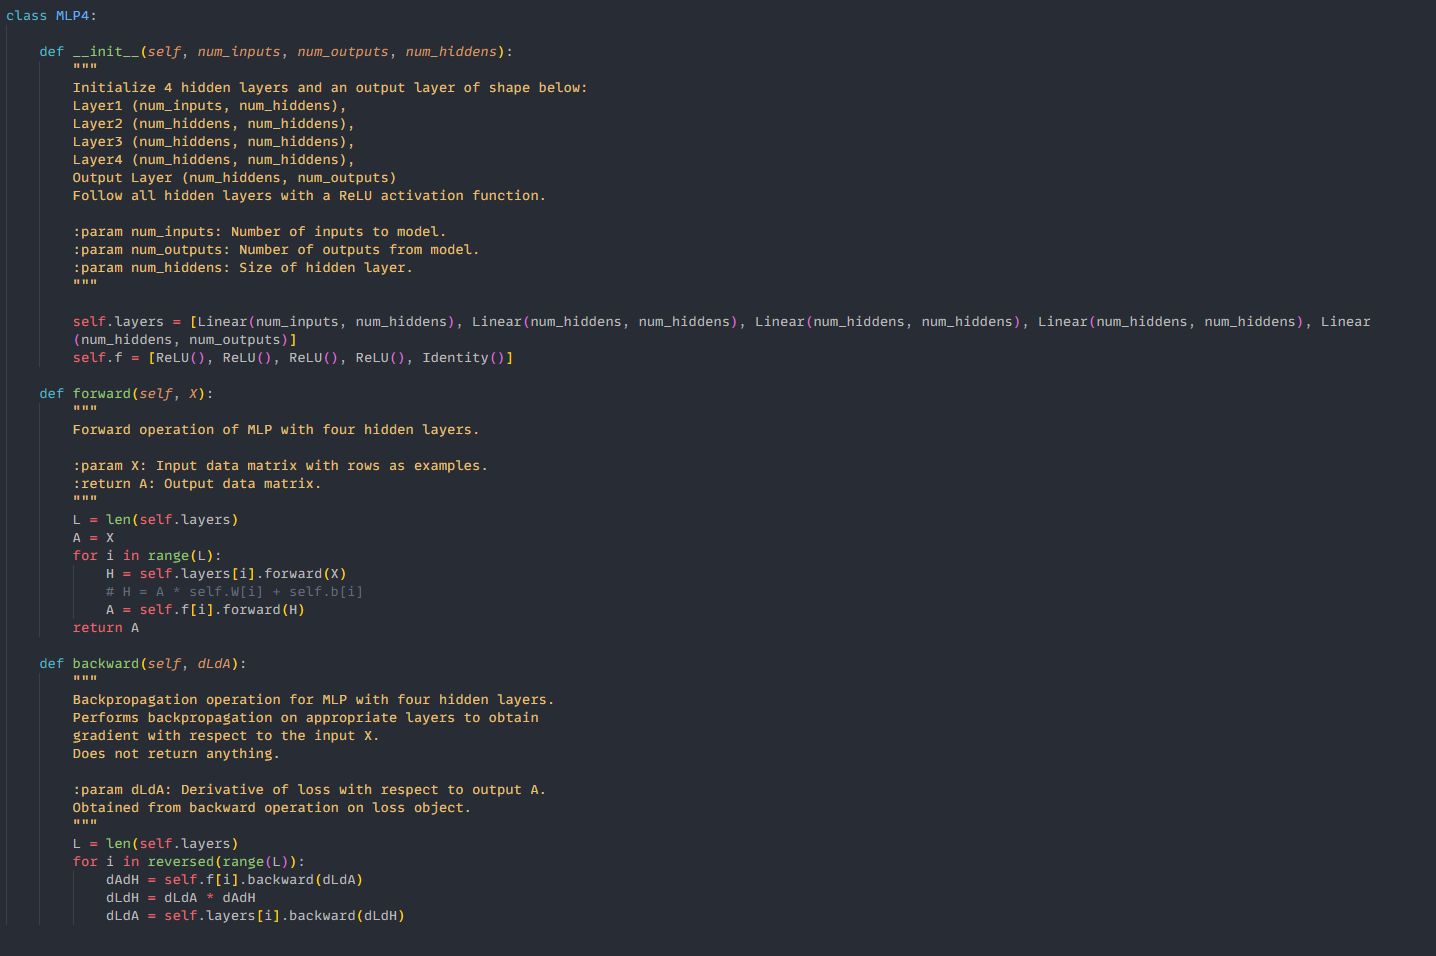 class MLP4:
def __init__(self, num_inputs, num_outputs, num_hiddens):
"""
Initialize 4 hidden layers and an output layer of shape below:
Layer1 (num_inputs, num_hiddens),
Layer2 (num_hiddens, num_hiddens),
Layer3 (num_hiddens, num_hiddens),
Layer4 (num_hiddens, num_hiddens),
Output Layer (num_hiddens, num_outputs)
Follow all hidden layers with a ReLU activation function.
:param num_inputs: Number of inputs to model.
:param num_outputs: Number of outputs from model.
:param num_hiddens: Size of hidden layer.
"""
self.layers = [Linear(num_inputs, num_hiddens), Linear(num_hiddens, num_hiddens), Linear(num_hiddens, num_hiddens), Linear(num_hiddens, num_hiddens), Linear
(num_hiddens, num_outputs)]
self.f = [ReLU(), ReLU(), ReLU(), ReLU(), Identity()]
def forward(self, X):
"""
Forward operation of MLP with four hidden layers.
:param X: Input data matrix with rows as examples.
:return A: Output data matrix.
"""
L = len(self.layers)
A = X
for i in range(L):
H = self.layers[i].forward(X)
# H = A * self.W[i] + self.b[i]
A = self.f[i].forward(H)
return A
def backward(self, dLdA):
"""
Backpropagation operation for MLP with four hidden layers.
Performs backpropagation on appropriate layers to obtain
gradient with respect to the input X.
Does not return anything.
:param dLdA: Derivative of loss with respect to output A.
Obtained from backward operation on loss object.
"""
L = len(self.layers)
for i in reversed(range(L)):
dAdH = self.f[i].backward(dLdA)
dLdH = dLdA * dAdH
dLdA = self.layers[i].backward(dLdH)